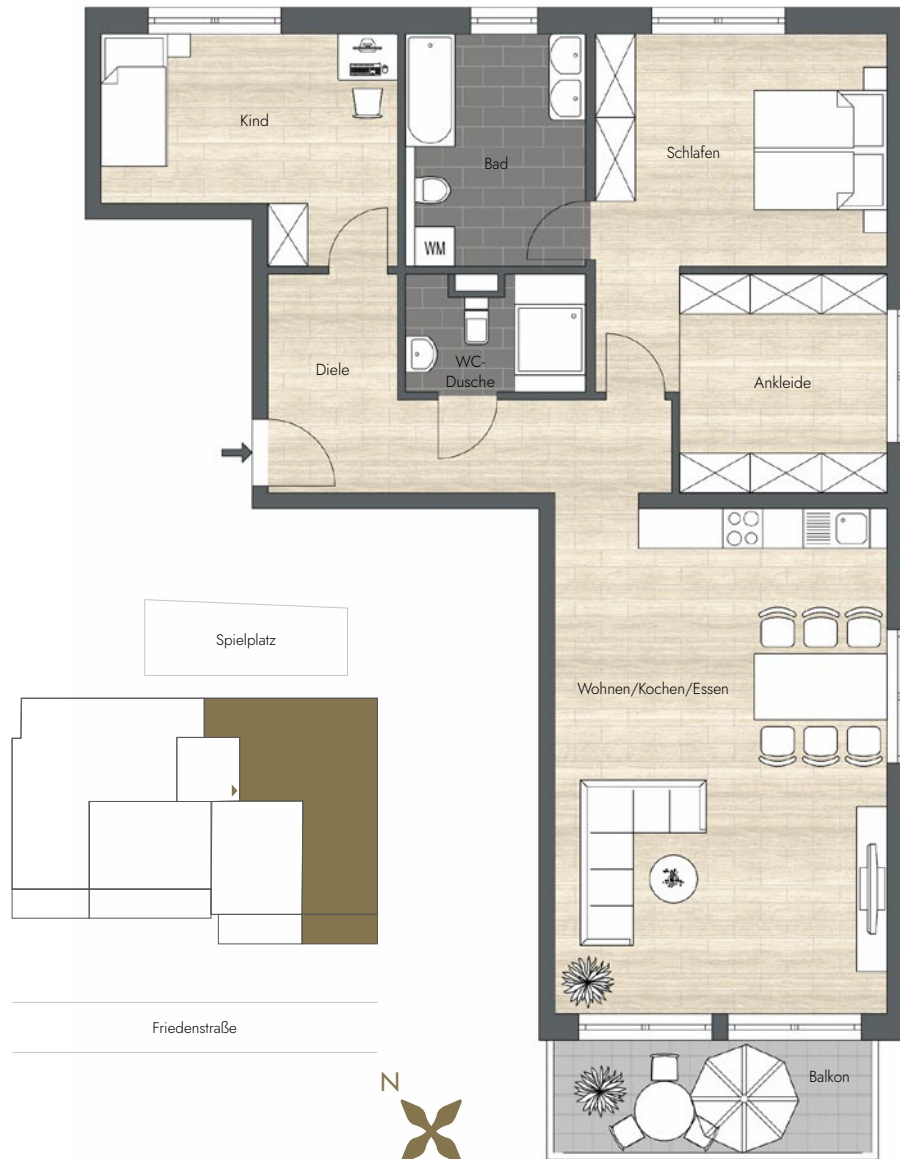 Kind
Bad
Schlafen
WM
Diele
WC-
Dusche
Ankleide
Spielplatz
Wohnen/Kochen/Essen
Friedenstraße
N
Balkon